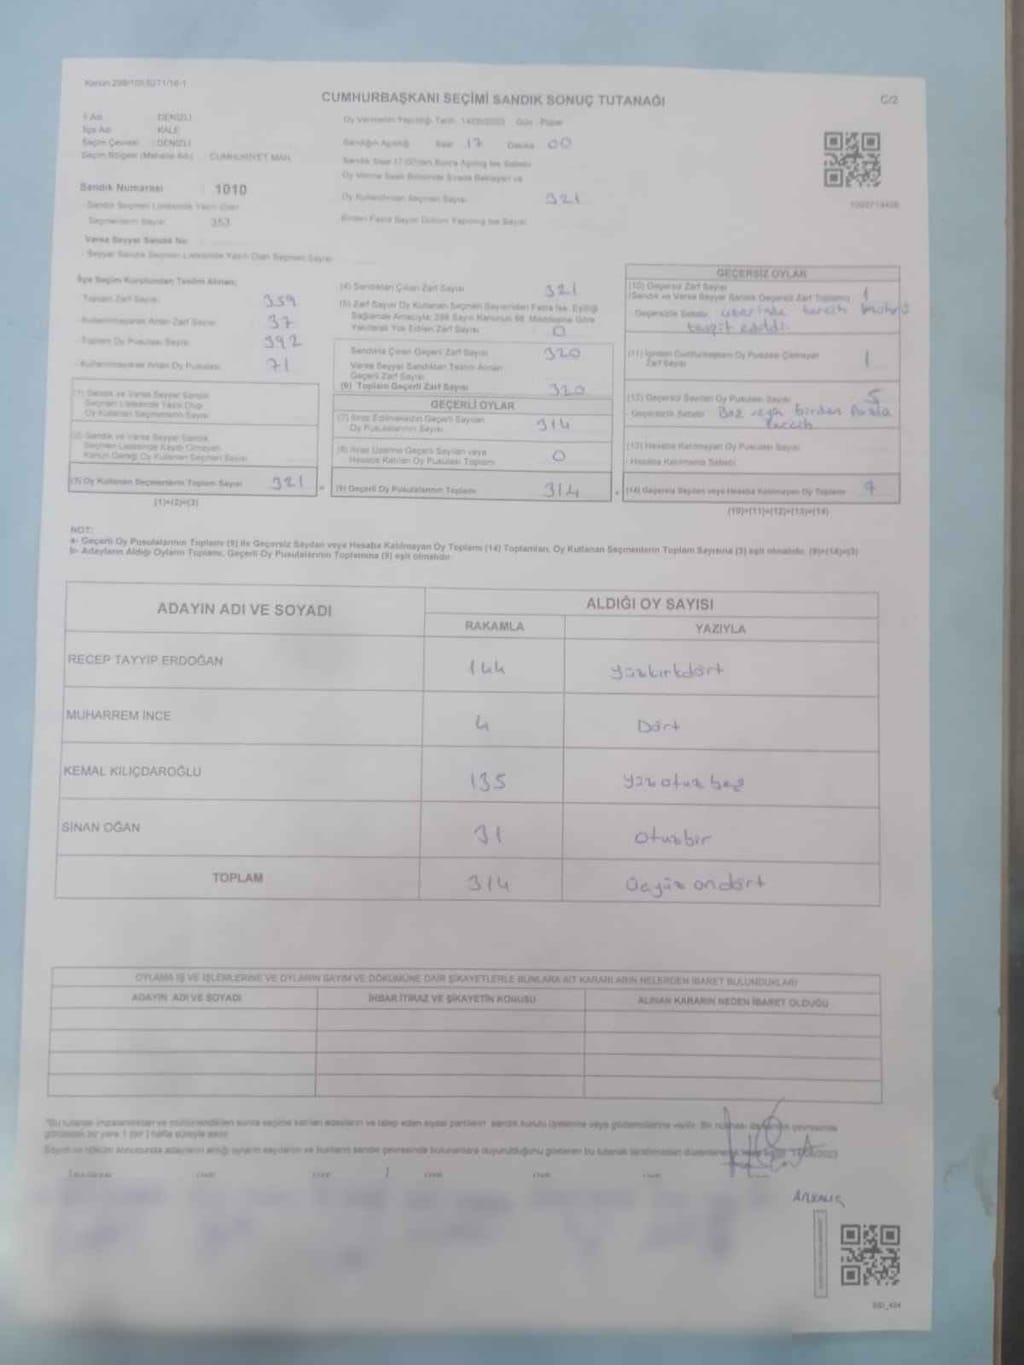 Kanun 298/105,6271/16-1
CUMHURBAŞKANI SEÇİMİ SANDIK SONUÇ TUTANAĞI
C/2
İl Adı : DENİZLİ
İlçe Adı : KALE
Seçim Çevresi : DENİZLİ
Seçim Bölgesi (Mahalle Adı) : CUMHURİYET MAH.
Sandık Numarası : 1010
Sandık Seçmen Listesinde Yazılı Olan
Seçmenlerin Sayısı : 353
Varsa Seyyar Sandık No
Seyyar Sandık Seçmen Listesinde Yazılı Olan Seçmen Sayısı
Oy Vermenin Yapıldığı Tarih : 14/05/2023 Gün : Pazar
Sandığın Açıldığı Saat 17 Dakika 00
Sandık Saat 17.00'den Sonra Açılmış İse Sebebi
Oy Verme Saati Bitiminde Sırada Bekleyen ve
Oy Kullandırılan Seçmen Sayısı 321
Birden Fazla Sayım Döküm Yapılmış İse Sayısı
İlçe Seçim Kurulundan Teslim Alınan;
Toplam Zarf Sayısı 359
Kullanılmayarak Artan Zarf Sayısı 37
Toplam Oy Pusulası Sayısı 392
Kullanılmayarak Artan Oy Pusulası 71
(1) Sandık ve Varsa Seyyar Sandık
Seçmen Listesinde Yazılı Olup
Oy Kullanan Seçmenlerin Sayısı
(2) Sandık ve Varsa Seyyar Sandık
Seçmen Listesinde Kayıtlı Olmayan
Kanun Gereği Oy Kullanan Seçmen Sayısı
(3) Oy Kullanan Seçmenlerin Toplam Sayısı 321
(1)+(2)=(3)
(4) Sandıktan Çıkan Zarf Sayısı 321
(5) Zarf Sayısı Oy Kullanan Seçmen Sayısından Fazla İse, Eşitliği
Sağlamak Amacıyla; 298 Sayılı Kanunun 98. Maddesine Göre
Yakılarak Yok Edilen Zarf Sayısı 0
Sandıkta Çıkan Geçerli Zarf Sayısı 320
Varsa Seyyar Sandıktan Teslim Alınan
Geçerli Zarf Sayısı
(6) Toplam Geçerli Zarf Sayısı 320
GEÇERLİ OYLAR
(7) İtiraz Edilmeksizin Geçerli Sayılan
Oy Pusulalarının Sayısı 314
(8) İtiraz Üzerine Geçerli Sayılan veya
Hesaba Katılan Oy Pusulası Toplamı 0
(9) Geçerli Oy Pusulalarının Toplamı 314
GEÇERSİZ OYLAR
(10) Geçersiz Zarf Sayısı
(Sandık ve Varsa Seyyar Sandık Geçersiz Zarf Toplamı) 1
Geçersizlik Sebebi üzerinde tercih mührü
tespit edildi.
(11) İçinden Cumhurbaşkanı Oy Pusulası Çıkmayan
Zarf Sayısı 1
(12) Geçersiz Sayılan Oy Pusulası Sayısı 5
Geçersizlik Sebebi Boz veya birden fazla
tercih
(13) Hesaba Katılmayan Oy Pusulası Sayısı
Hesaba Katılmama Sebebi
(14) Geçersiz Sayılan veya Hesaba Katılmayan Oy Toplamı 7
(10)+(11)+(12)+(13)=(14)
NOT:
a- Geçerli Oy Pusulalarının Toplamı (9) ile Geçersiz Sayılan veya Hesaba Katılmayan Oy Toplamı (14) Toplamları, Oy Kullanan Seçmenlerin Toplam Sayısına (3) eşit olmalıdır. (9)+(14)=(3)
b- Adayların Aldığı Oyların Toplamı, Geçerli Oy Pusulalarının Toplamına (9) eşit olmalıdır.
ADAYIN ADI VE SOYADI
ALDIĞI OY SAYISI
RAKAMLA YAZIYLA
RECEP TAYYİP ERDOĞAN 144 yüzkırkdört
MUHARREM İNCE 4 Dört
KEMAL KILIÇDAROĞLU 135 yüz otuz beş
SİNAN OĞAN 31 otuzbir
TOPLAM 314 üçyüz ondört
OYLAMA İŞ VE İŞLEMLERİNE VE OYLARIN SAYIM VE DÖKÜMÜNE DAİR ŞİKAYETLERLE BUNLARA AİT KARARLARIN NELERDEN İBARET BULUNDUKLARI
ADAYIN ADI VE SOYADI İHBAR İTİRAZ VE ŞİKAYETİN KONUSU ALINAN KARARIN NEDEN İBARET OLDUĞU